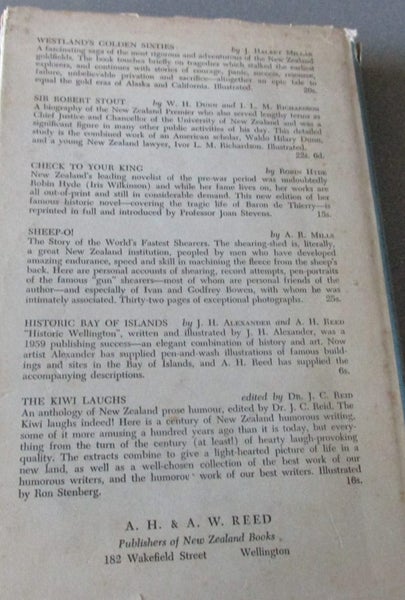 WESTLAND'S GOLDEN SIXTIES by J. HALKET MILLAR
A fascinating saga of the most rigorous and adventurous of the New Zealand
goldfields. The book touches briefly on tragedies which stalked the earliest
explorers, and continues with stories of courage, panic, success, reverse,
failure, unbelievable privation and sacrifice—altogether an epic tale to
equal the gold eras of Alaska and California. Illustrated. 20s.
SIR ROBERT STOUT by W. H. DUNN and I. L. M. RICHARDSON
A biography of the New Zealand Premier who also served lengthy terms as
Chief Justice and Chancellor of the University of New Zealand and was a
significant figure in many other public activities of his day. This detailed
study is the combined work of an American scholar, Waldo Hilary Dunn,
and a young New Zealand lawyer, Ivor L. M. Richardson. Illustrated.
22s. 6d.
CHECK TO YOUR KING by ROBIN HYDE
New Zealand's leading novelist of the pre-war period was undoubtedly
Robin Hyde (Iris Wilkinson) and while her fame lives on, her works are
all out-of-print and still in considerable demand. This new edition of her
famous historic novel—covering the tragic life of Baron de Thierry—is
reprinted in full and introduced by Professor Joan Stevens. 15s.
SHEEP-O! by A. R. MILLS
The Story of the World's Fastest Shearers. The shearing-shed is, literally,
a great New Zealand institution, peopled by men who have developed
amazing endurance, speed and skill in machining the fleece from the sheep's
back. Here are personal accounts of shearing, record attempts, pen-portraits
of the famous "gun" shearers—most of whom are personal friends of the
author—and especially of Ivan and Godfrey Bowen, with whom he was
intimately associated. Thirty-two pages of exceptional photographs. 25s.
HISTORIC BAY OF ISLANDS by J. H. ALEXANDER and A. H. REED
"Historic Wellington", written and illustrated by J. H. Alexander, was a
1959 publishing success—an elegant combination of history and art. Now
artist Alexander has supplied pen-and-wash illustrations of famous build-
ings and sites in the Bay of Islands, and A. H. Reed has supplied the
accompanying descriptions. 6s.
THE KIWI LAUGHS edited by DR. J. C. REID
An anthology of New Zealand prose humour, edited by Dr. J. C. Reid. The
Kiwi laughs indeed! Here is a century of New Zealand humorous writing,
some of it more amusing a hundred years ago than it is today, but every-
thing from the turn of the century (at least!) of hearty laugh-provoking
quality. The extracts combine to give a light-hearted picture of life in a
new land, as well as a well-chosen collection of the best work of our
humorous writers, and the humorous work of our best writers. Illustrated
by Ron Stenberg. 16s.
A. H. & A. W. REED
Publishers of New Zealand Books
182 Wakefield Street Wellington